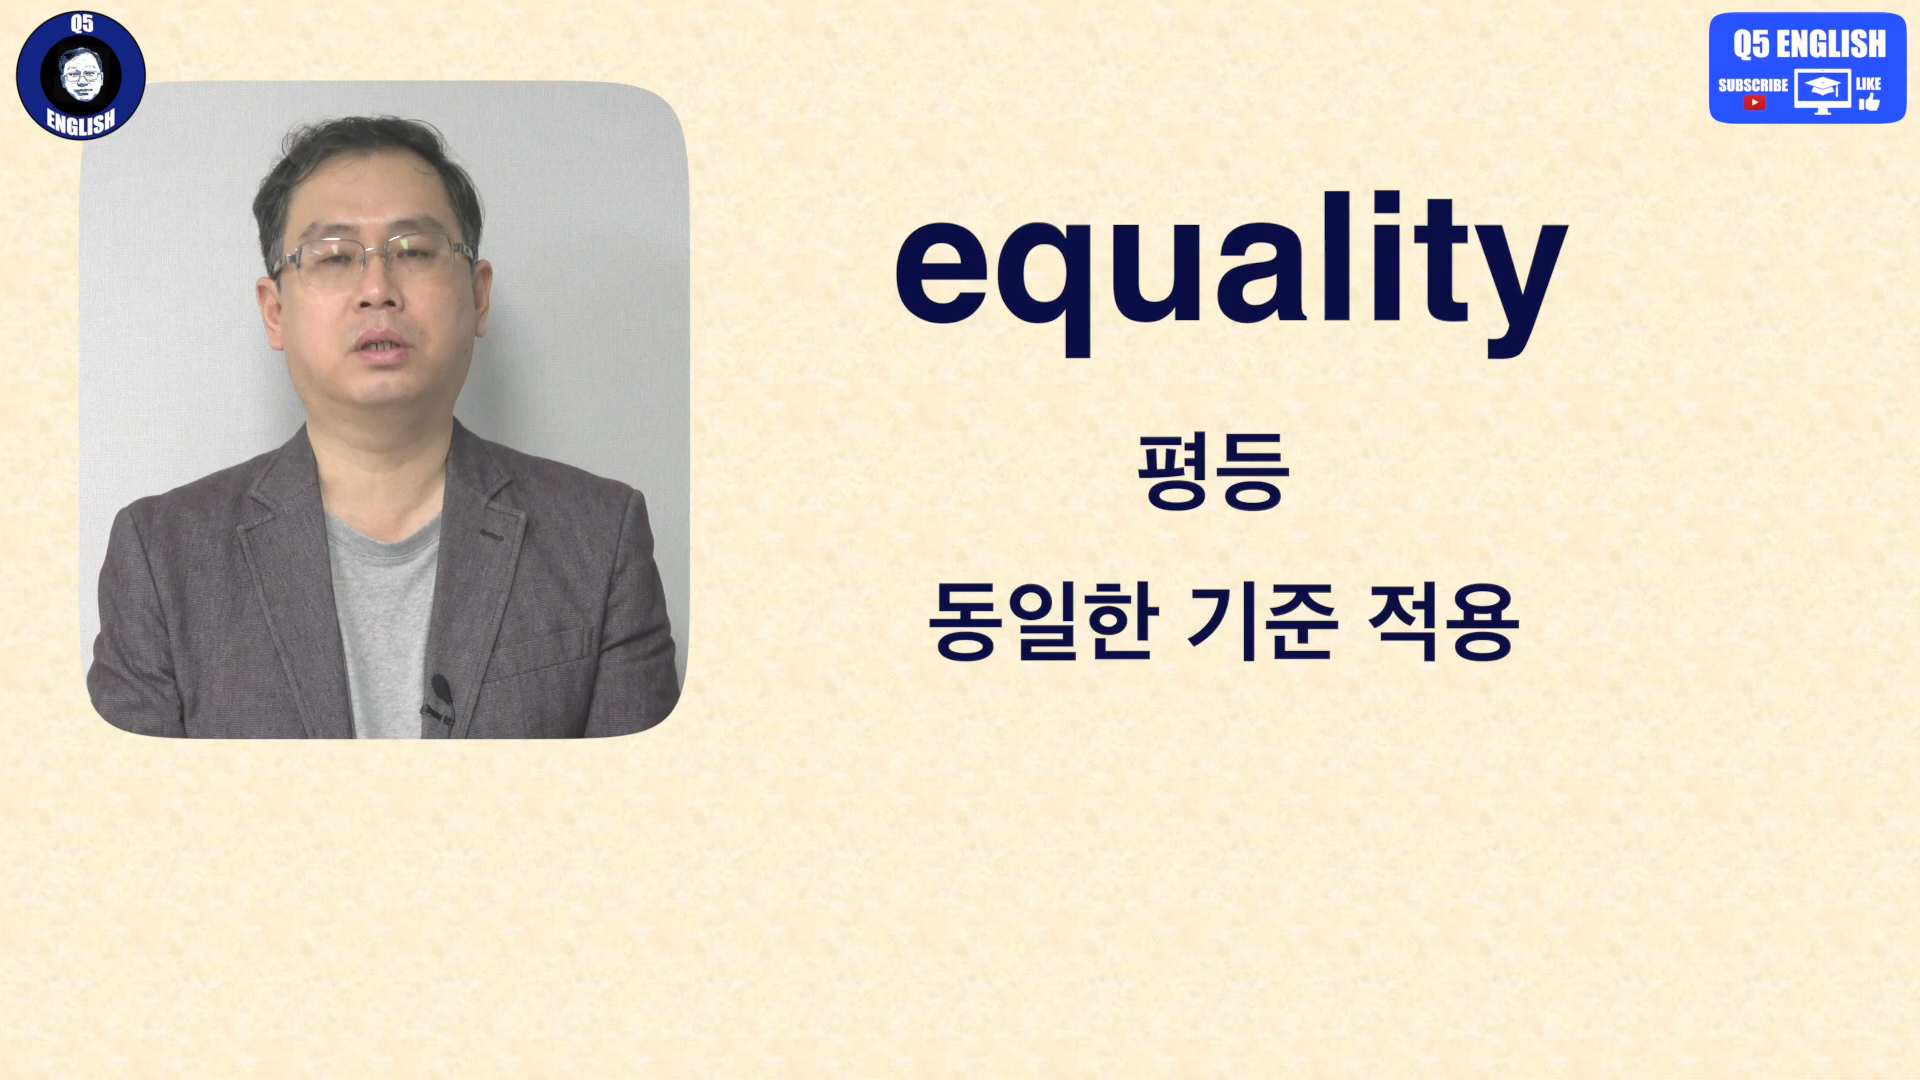 Q5
ENGLISH
Q5 ENGLISH
SUBSCRIBE
LIKE
equality
평등
동일한 기준 적용